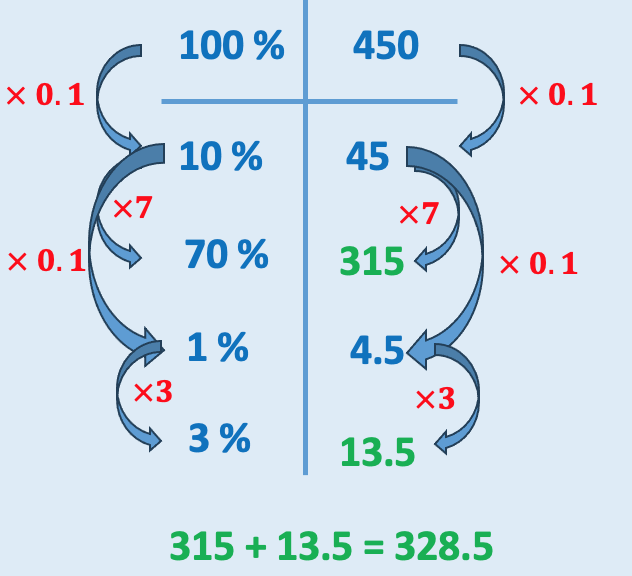 100 % 450
× 0.1 × 0.1
10 % 45
×7 ×7
70 % 315
× 0.1 × 0.1
1 % 4.5
×3 ×3
3 % 13.5
315 + 13.5 = 328.5